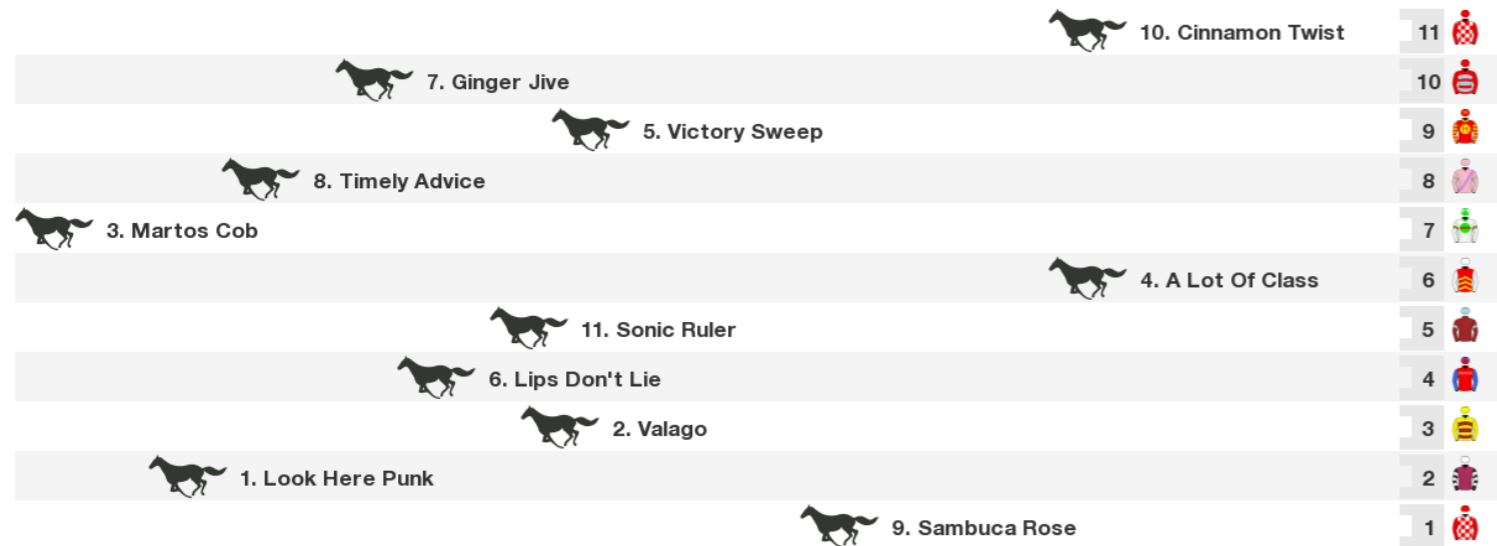 10. Cinnamon Twist 11
7. Ginger Jive 10
5. Victory Sweep 9
8. Timely Advice 8
3. Martos Cob 7
4. A Lot Of Class 6
11. Sonic Ruler 5
6. Lips Don't Lie 4
2. Valago 3
1. Look Here Punk 2
9. Sambuca Rose 1